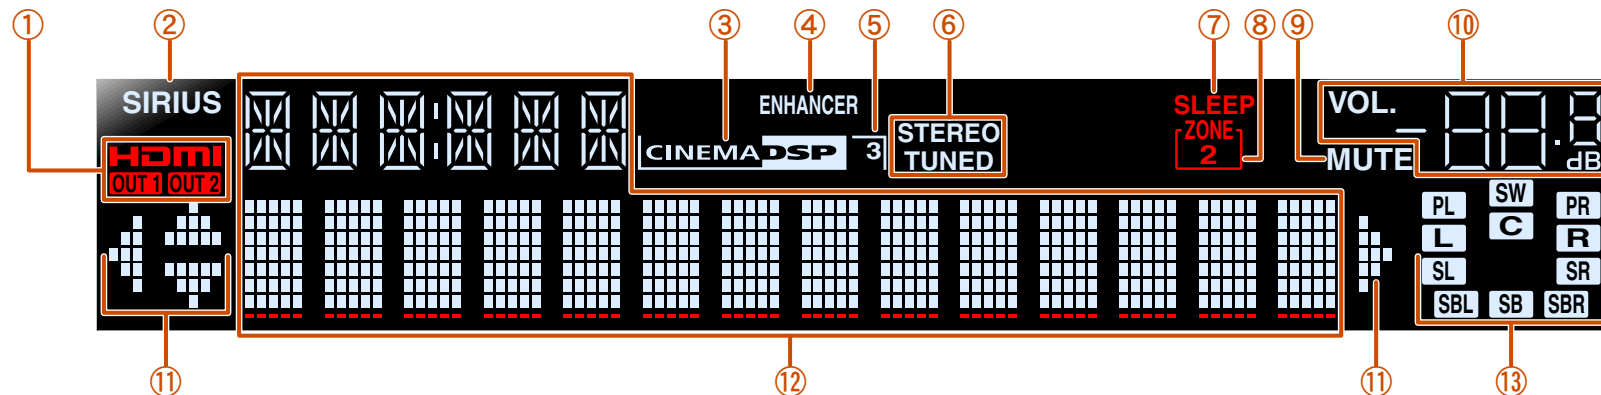 ① ② ③ ④ ⑤ ⑥ ⑦ ⑧ ⑨ ⑩
SIRIUS ENHANCER SLEEP VOL.
HDMI CINEMA DSP 3 STEREO ZONE
OUT 1 OUT 2 TUNED 2 MUTE dB
SW
PL PR
C
L R
SL SR
SBL SB SBR
⑪ ⑫ ⑪ ⑬